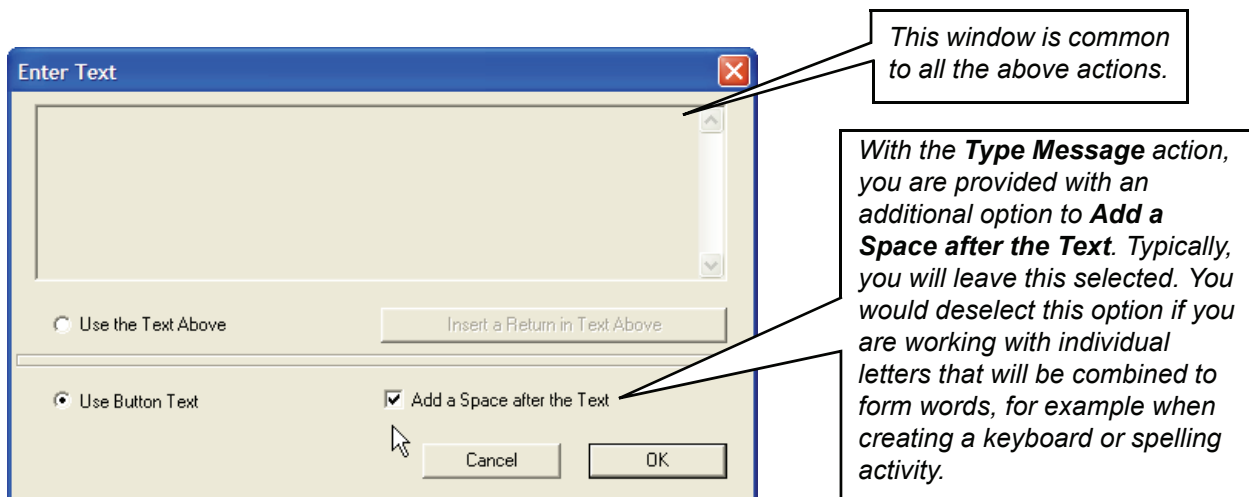 This window is common
to all the above actions.
Enter Text
With the Type Message action,
you are provided with an
additional option to Add a
Space after the Text. Typically,
you will leave this selected. You
would deselect this option if you
are working with individual
letters that will be combined to
form words, for example when
creating a keyboard or spelling
activity.
Use the Text Above
Insert a Return in Text Above
Use Button Text
Add a Space after the Text
Cancel
OK